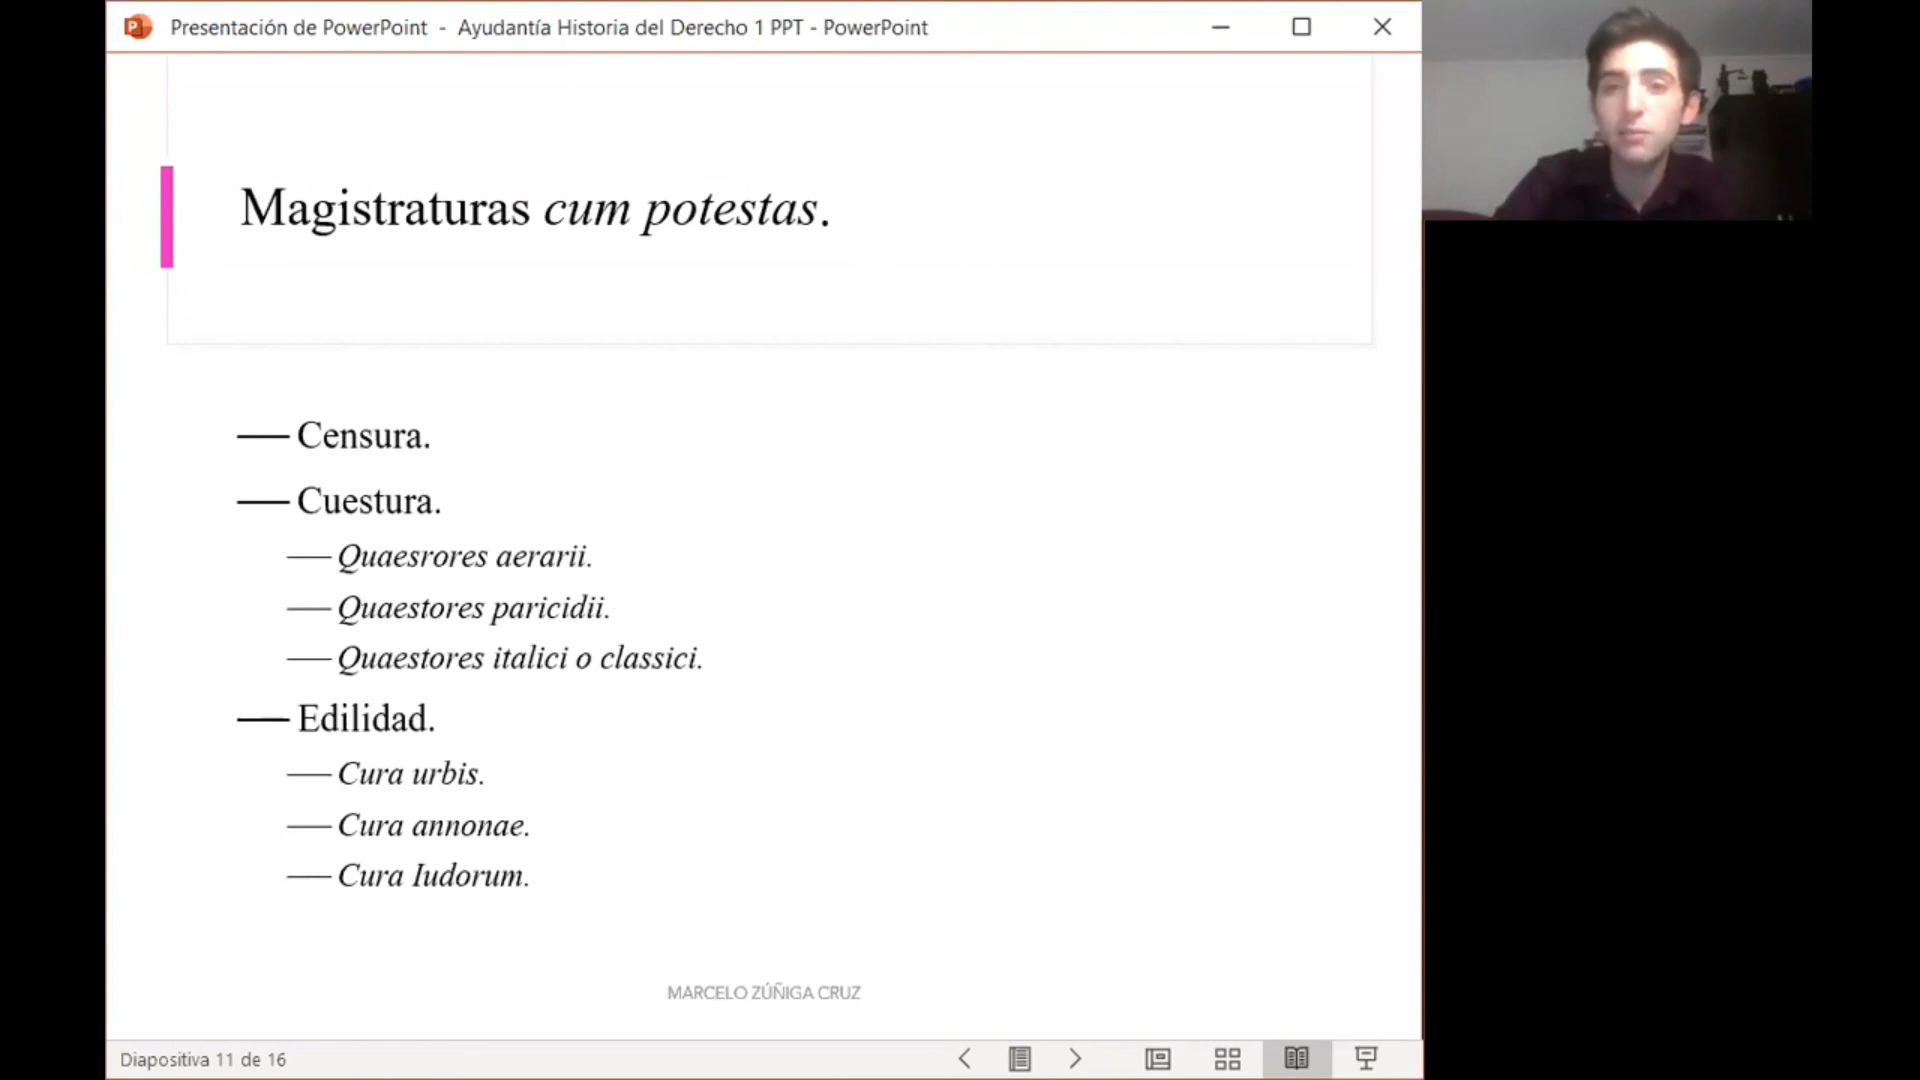 Presentación de PowerPoint - Ayudantía Historia del Derecho 1 PPT - PowerPoint
Magistraturas cum potestas.
Censura.
Cuestura.
Quaesrores aerarii.
Quaestores paricidii.
Quaestores italici o classici.
Edilidad.
Cura urbis.
Cura annonae.
Cura Iudorum.
MARCELO ZÚÑIGA CRUZ
Diapositiva 11 de 16